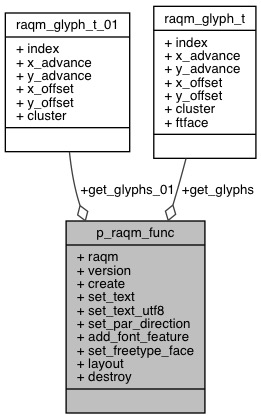 raqm_glyph_t_01
+ index
+ x_advance
+ y_advance
+ x_offset
+ y_offset
+ cluster
raqm_glyph_t
+ index
+ x_advance
+ y_advance
+ x_offset
+ y_offset
+ cluster
+ ftface
+get_glyphs_01
+get_glyphs
p_raqm_func
+ raqm
+ version
+ create
+ set_text
+ set_text_utf8
+ set_par_direction
+ add_font_feature
+ set_freetype_face
+ layout
+ destroy